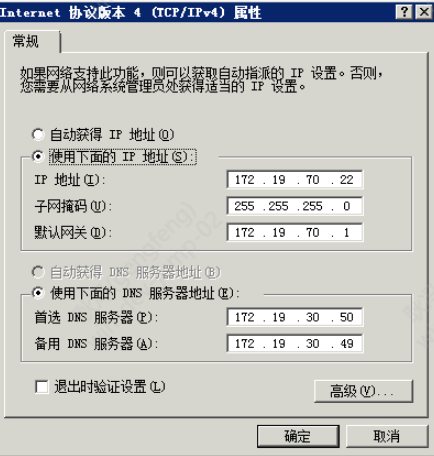 Internet 协议版本 4 (TCP/IPv4) 属性
常规
如果网络支持此功能，则可以获取自动指派的 IP 设置。否则，
您需要从网络系统管理员处获得适当的 IP 设置。
自动获得 IP 地址(O)
使用下面的 IP 地址(S):
IP 地址(I): 172 . 19 . 70 . 22
子网掩码(U): 255 .255 .255 . 0
默认网关(D): 172 . 19 . 70 . 1
自动获得 DNS 服务器地址(B)
使用下面的 DNS 服务器地址(E):
首选 DNS 服务器(P): 172 . 19 . 30 . 50
备用 DNS 服务器(A): 172 . 19 . 30 . 49
退出时验证设置(L)
高级(V)...
确定 取消